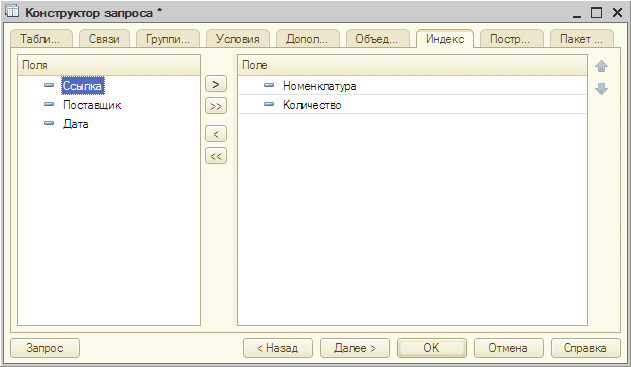 Конструктор запроса *
Табли... Связи Группи... Условия Допол... Объед... Индекс Постр... Пакет ...
Поля
Ссылка
Поставщик
Дата
>
>>
<
<<
Поле
Номенклатура
Количество
Запрос < Назад Далее > OK Отмена Справка